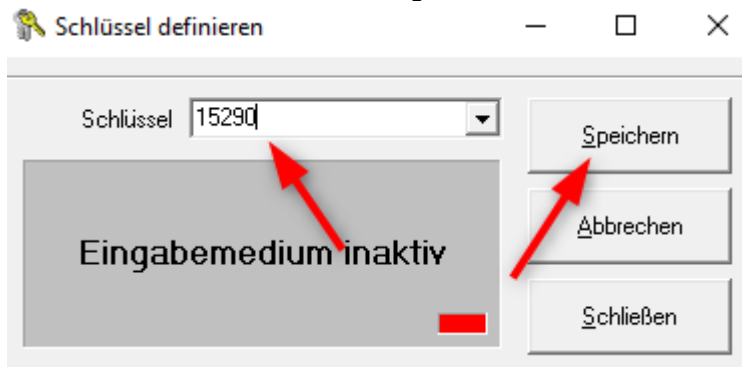 Schlüssel definieren
Schlüssel 15290
Speichern
Eingabemedium inaktiv
Abbrechen
Schließen